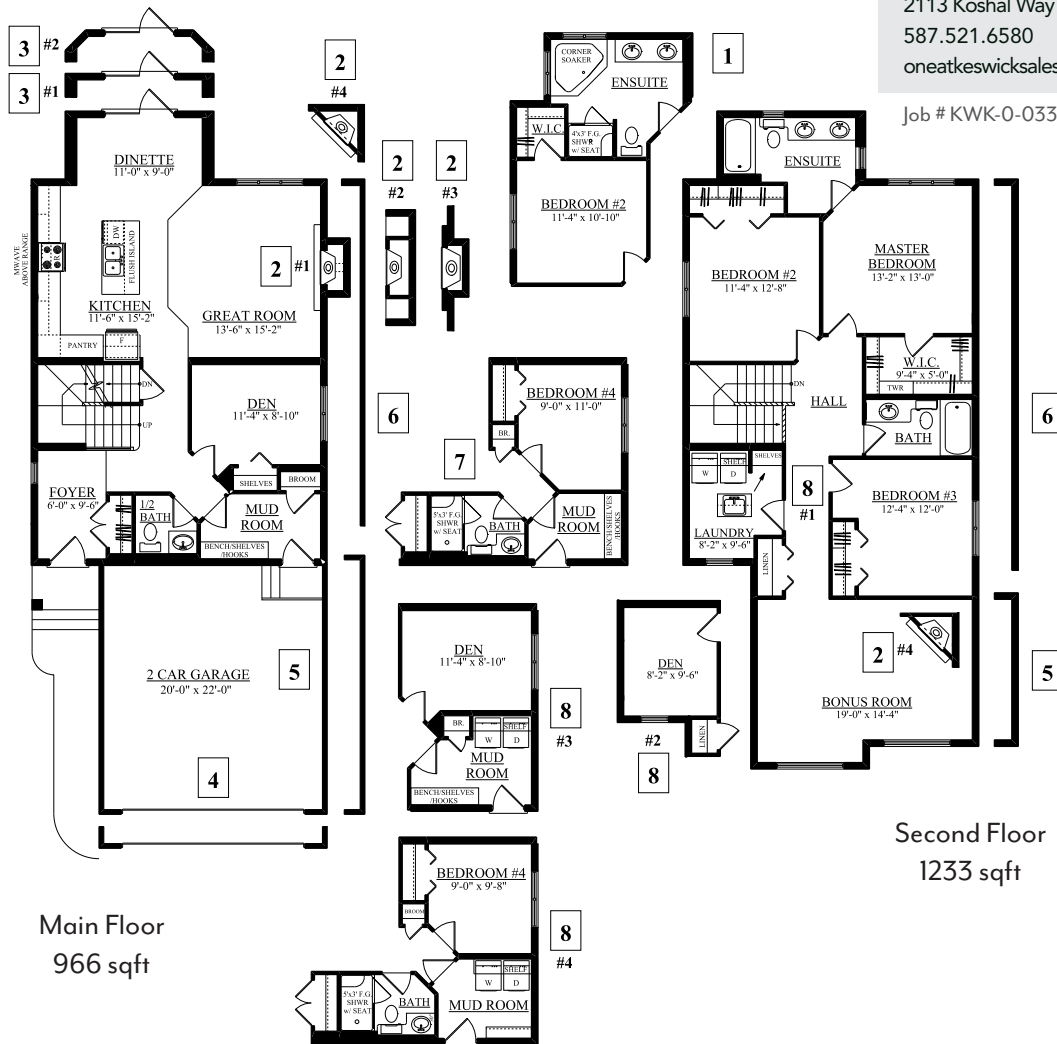 2113 Koshal Way
587.521.6580
oneatkeswicksales
Job # KWK-0-033
3 #2
3 #1
2
#4
DINETTE
11'-0" x 9'-0"
MWAVE
ABOVE RANGE
R
DW
FLUSH ISLAND
KITCHEN
11'-6" x 15'-2"
PANTRY
F
GREAT ROOM
13'-6" x 15'-2"
2 #1
2
#2
2
#3
DN
UP
DEN
11'-4" x 8'-10"
SHELVES
BROOM
FOYER
6'-0" x 9'-6"
1/2
BATH
MUD
ROOM
BENCH/SHELVES
/HOOKS
2 CAR GARAGE
20'-0" x 22'-0"
5
4
6
Main Floor
966 sqft
1
CORNER
SOAKER
ENSUITE
W.I.C.
4'x3' F.G.
SHWR
w/ SEAT
BEDROOM #2
11'-4" x 10'-10"
7
BEDROOM #4
9'-0" x 11'-0"
BR.
5'x3' F.G.
SHWR
w/ SEAT
BATH
MUD
ROOM
BENCH/SHELVES
/HOOKS
DEN
11'-4" x 8'-10"
BR.
W
SHELF
D
MUD
ROOM
BENCH/SHELVES
/HOOKS
8
#3
DEN
8'-2" x 9'-6"
LINEN
#2
8
BEDROOM #4
9'-0" x 9'-8"
BROOM
5'x3' F.G.
SHWR
w/ SEAT
BATH
W
SHELF
D
MUD ROOM
8
#4
ENSUITE
BEDROOM #2
11'-4" x 12'-8"
MASTER
BEDROOM
13'-2" x 13'-0"
W.I.C.
9'-4" x 5'-0"
TWR
DN
HALL
BATH
W
SHELF
D
SHELVES
LAUNDRY
8'-2" x 9'-6"
LINEN
8
#1
BEDROOM #3
12'-4" x 12'-0"
2 #4
BONUS ROOM
19'-0" x 14'-4"
6
5
Second Floor
1233 sqft